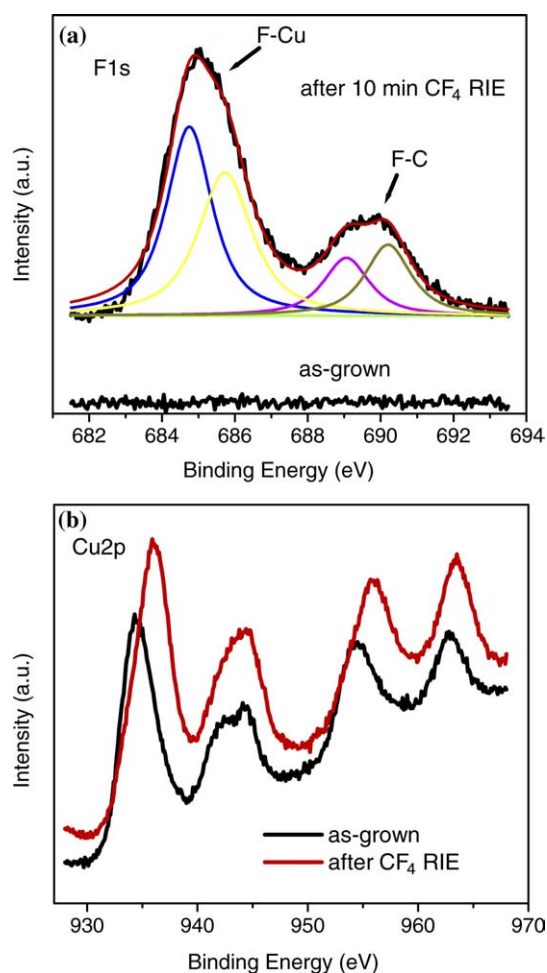 (a)
F-Cu
F1s
after 10 min CF₄ RIE
F-C
Intensity (a.u.)
as-grown
682 684 686 688 690 692 694
Binding Energy (eV)
(b)
Cu2p
Intensity (a.u.)
as-grown
after CF₄ RIE
930 940 950 960 970
Binding Energy (eV)